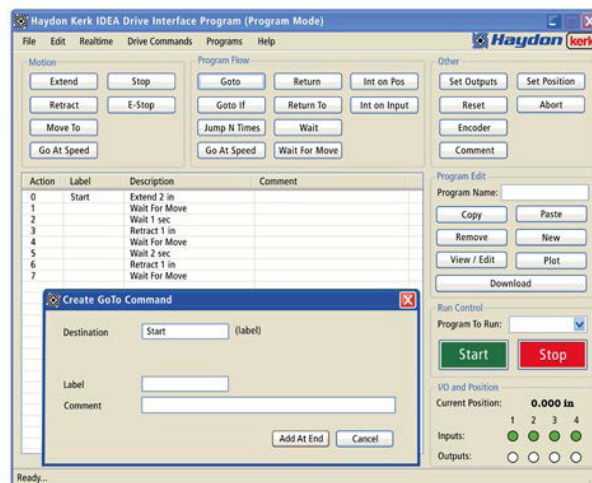 Haydon Kerk IDEA Drive Interface Program (Program Mode)
File Edit Realtime Drive Commands Programs Help
Haydon kerk
Motion
Extend Stop
Retract E-Stop
Move To
Go At Speed
Program Flow
Goto Return Int on Pos
Goto If Return To Int on Input
Jump N Times Wait
Go At Speed Wait For Move
Other
Set Outputs Set Position
Reset Abort
Encoder
Comment
Action Label Description Comment
0 Start Extend 2 in
1 Wait For Move
2 Wait 1 sec
3 Retract 1 in
4 Wait For Move
5 Wait 2 sec
6 Retract 1 in
7 Wait For Move
Create GoTo Command
Destination Start (label)
Label
Comment
Add At End Cancel
Program Edit
Program Name:
Copy Paste
Remove New
View / Edit Plot
Download
Run Control
Program To Run:
Start Stop
I/O and Position
Current Position: 0.000 in
1 2 3 4
Inputs:
Outputs:
Ready...